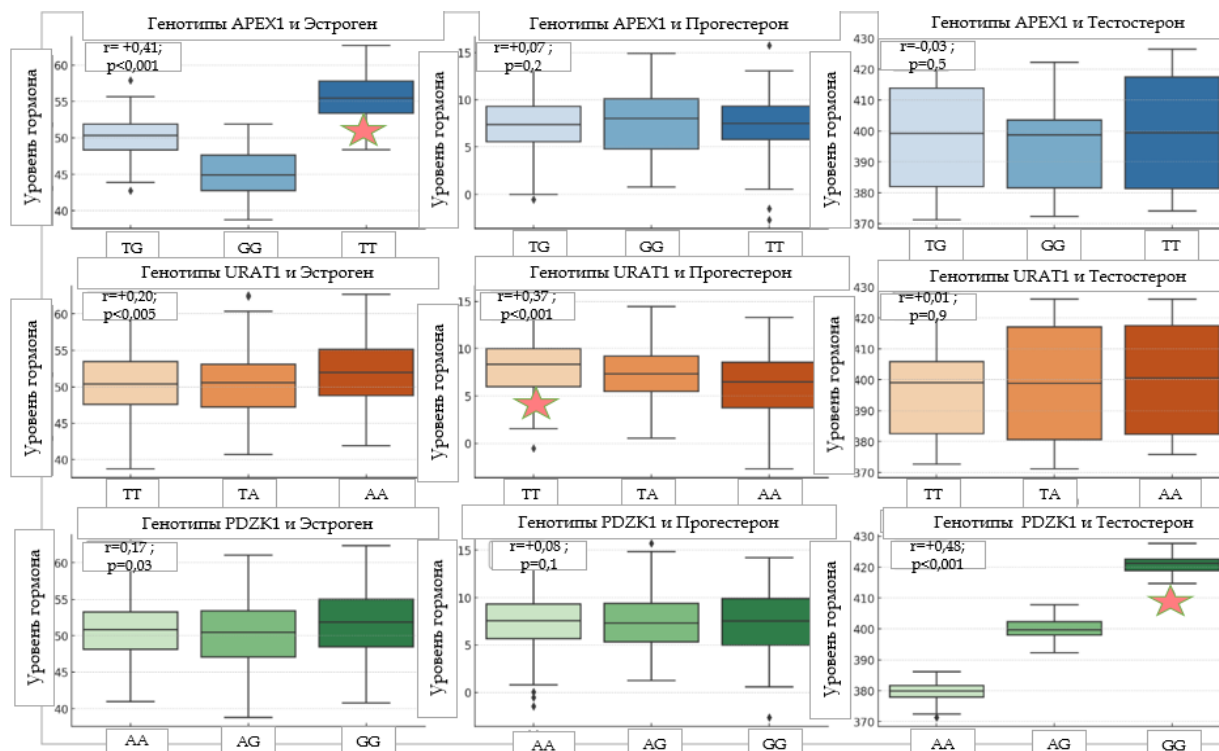 Генотипы APEX1 и Эстроген
r= +0,41;
p<0,001
Уровень гормона
60
55
50
45
40
TG
GG
TT
Генотипы APEX1 и Прогестерон
r=+0,07 ;
p=0,2
Уровень гормона
15
10
5
0
TG
GG
TT
Генотипы APEX1 и Тестостерон
r=-0,03 ;
p=0,5
Уровень гормона
430
420
410
400
390
380
370
TG
GG
TT
Генотипы URAT1 и Эстроген
r=+0,20;
p<0,005
Уровень гормона
60
55
50
45
40
TT
TA
AA
Генотипы URAT1 и Прогестерон
r=+0,37 ;
p<0,001
Уровень гормона
15
10
5
0
TT
TA
AA
Генотипы URAT1 и Тестостерон
r=+0,01 ;
p=0,9
Уровень гормона
430
420
410
400
390
380
370
TT
TA
AA
Генотипы PDZK1 и Эстроген
r=0,17 ;
p=0,03
Уровень гормона
60
55
50
45
40
AA
AG
GG
Генотипы PDZK1 и Прогестерон
r=+0,08 ;
p=0,1
Уровень гормона
15
10
5
0
AA
AG
GG
Генотипы PDZK1 и Тестостерон
r=+0,48;
p<0,001
Уровень гормона
430
420
410
400
390
380
370
AA
AG
GG